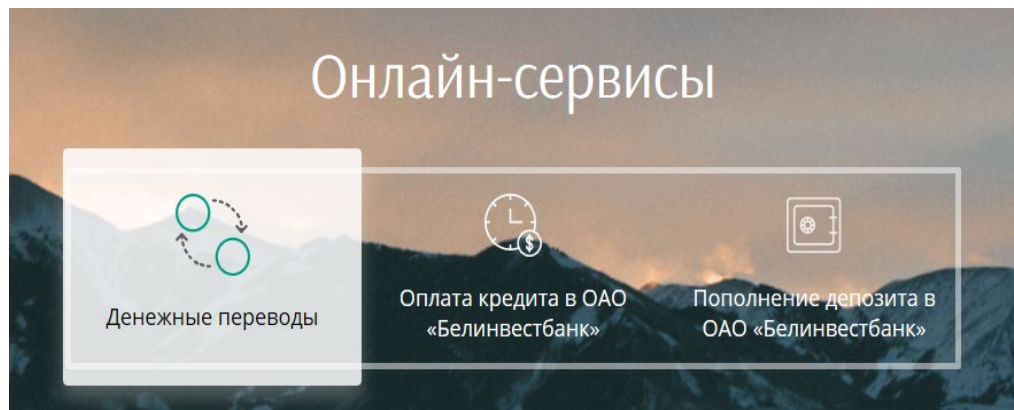 Онлайн-сервисы
Денежные переводы
Оплата кредита в ОАО
«Белинвестбанк»
Пополнение депозита в
ОАО «Белинвестбанк»